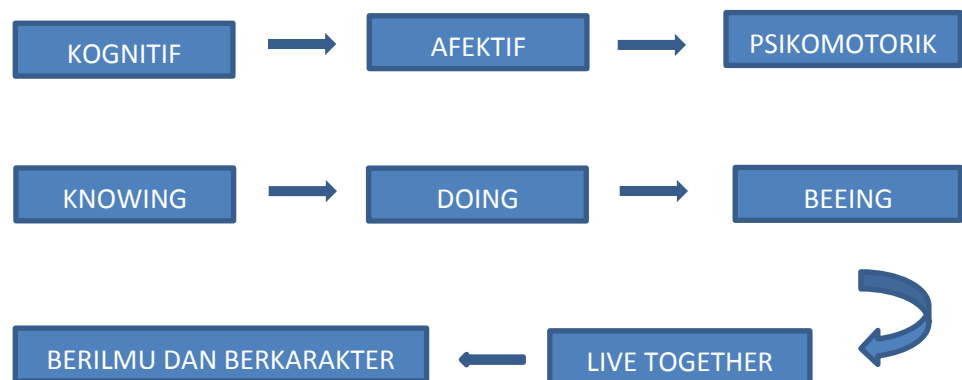 KOGNITIF
AFEKTIF
PSIKOMOTORIK
KNOWING
DOING
BEEING
BERILMU DAN BERKARAKTER
LIVE TOGETHER